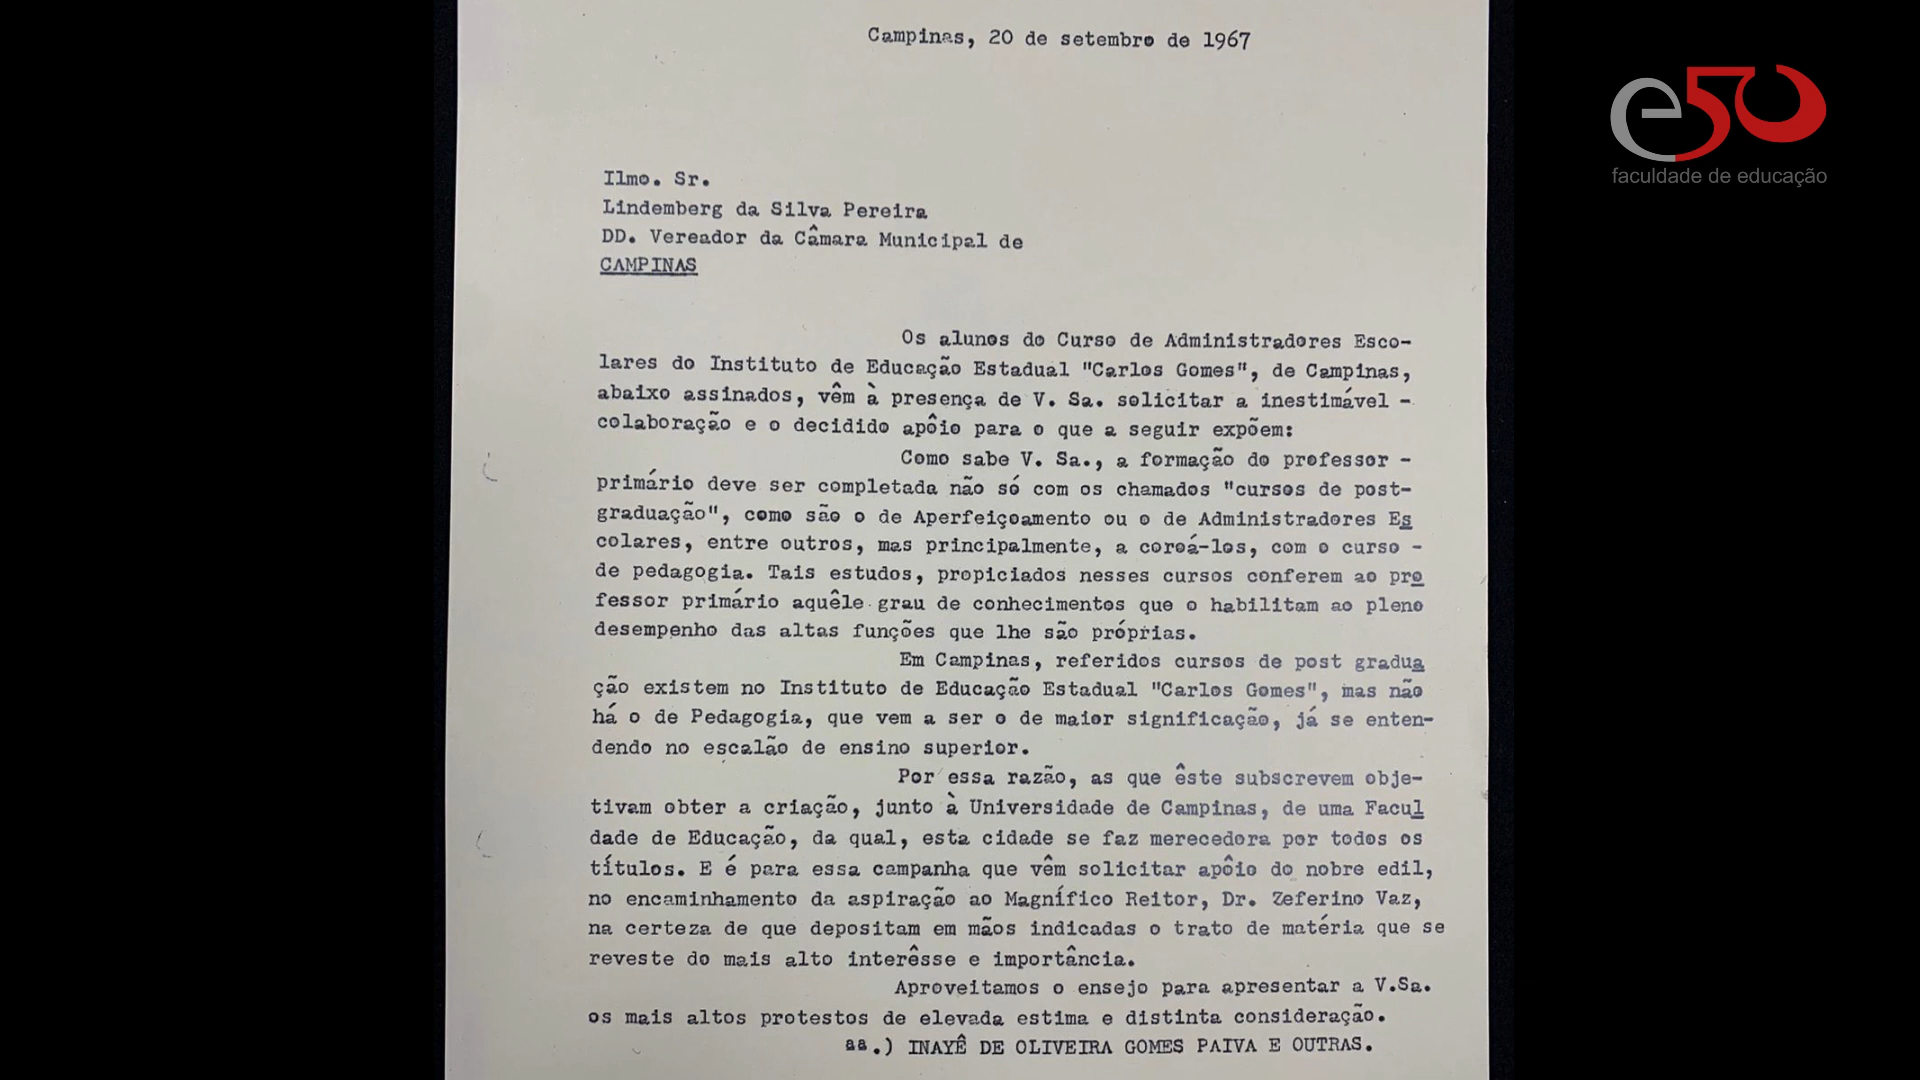 Campinas, 20 de setembro de 1967
e50
faculdade de educação
Ilmo. Sr.
Lindemberg da Silva Pereira
DD. Vereador da Câmara Municipal de
CAMPINAS
Os alunos do Curso de Administradores Esco-
lares do Instituto de Educação Estadual "Carlos Gomes", de Campinas,
abaixo assinados, vêm à presença de V. Sa. solicitar a inestimável -
colaboração e o decidido apôio para o que a seguir expõem:
Como sabe V. Sa., a formação do professor -
primário deve ser completada não só com os chamados "cursos de post-
graduação", como são o de Aperfeiçoamento ou o de Administradores Es
colares, entre outros, mas principalmente, a coroá-los, com o curso -
de pedagogia. Tais estudos, propiciados nesses cursos conferem ao pro
fessor primário aquêle grau de conhecimentos que o habilitam ao pleno
desempenho das altas funções que lhe são próprias.
Em Campinas, referidos cursos de post gradua
ção existem no Instituto de Educação Estadual "Carlos Gomes", mas não
há o de Pedagogia, que vem a ser o de maior significação, já se enten-
dendo no escalão de ensino superior.
Por essa razão, as que êste subscrevem obje-
tivam obter a criação, junto à Universidade de Campinas, de uma Facul
dade de Educação, da qual, esta cidade se faz merecedora por todos os
títulos. E é para essa campanha que vêm solicitar apôio do nobre edil,
no encaminhamento da aspiração ao Magnífico Reitor, Dr. Zeferino Vaz,
na certeza de que depositam em mãos indicadas o trato de matéria que se
reveste do mais alto interêsse e importância.
Aproveitamos o ensejo para apresentar a V.Sa.
os mais altos protestos de elevada estima e distinta consideração.
aa.) INAYÊ DE OLIVEIRA GOMES PAIVA E OUTRAS.